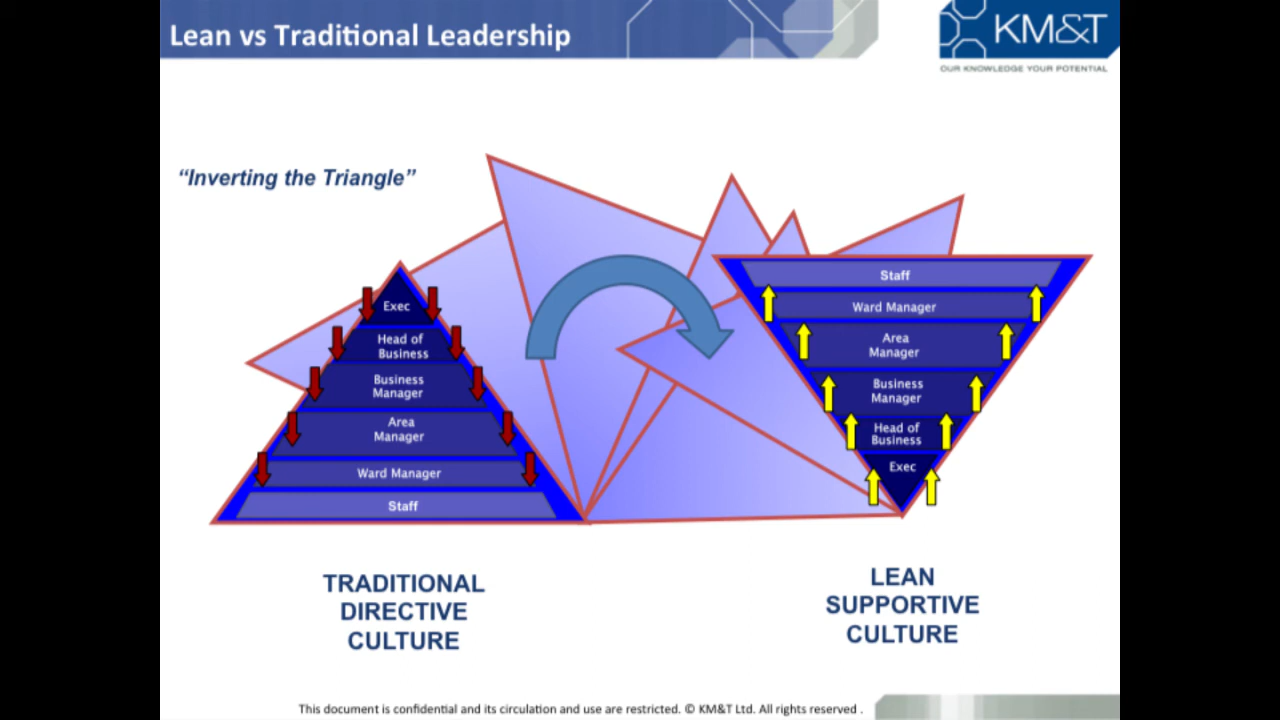 Lean vs Traditional Leadership
KM&T
OUR KNOWLEDGE YOUR POTENTIAL
“Inverting the Triangle”
Exec
Head of
Business
Business
Manager
Area
Manager
Ward Manager
Staff
Staff
Ward Manager
Area
Manager
Business
Manager
Head of
Business
Exec
TRADITIONAL
DIRECTIVE
CULTURE
LEAN
SUPPORTIVE
CULTURE
This document is confidential and its circulation and use are restricted. © KM&T Ltd. All rights reserved .